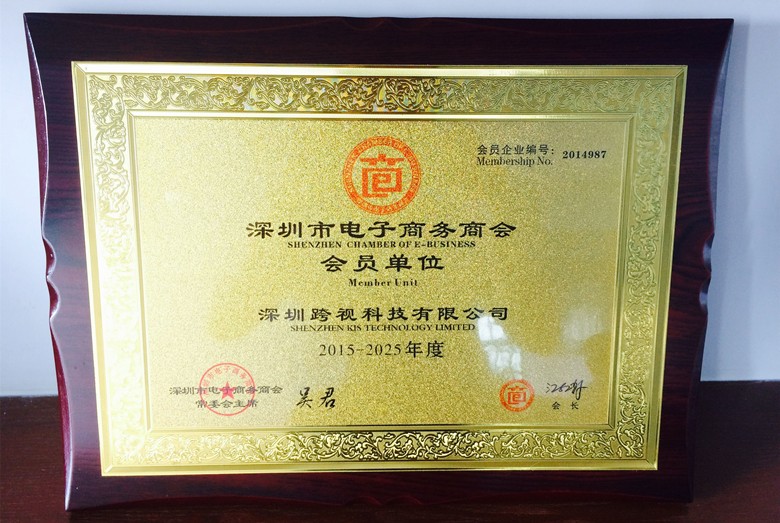 会员企业编号：
Membership No. 2014987
深圳市电子商务商会
SHENZHEN CHAMBER OF E-BUSINESS
会员单位
Member Unit
深圳跨视科技有限公司
SHENZHEN KJS TECHNOLOGY LIMITED
2015-2025年度
深圳市电子商务商会
常委会主席
吴君
会 长